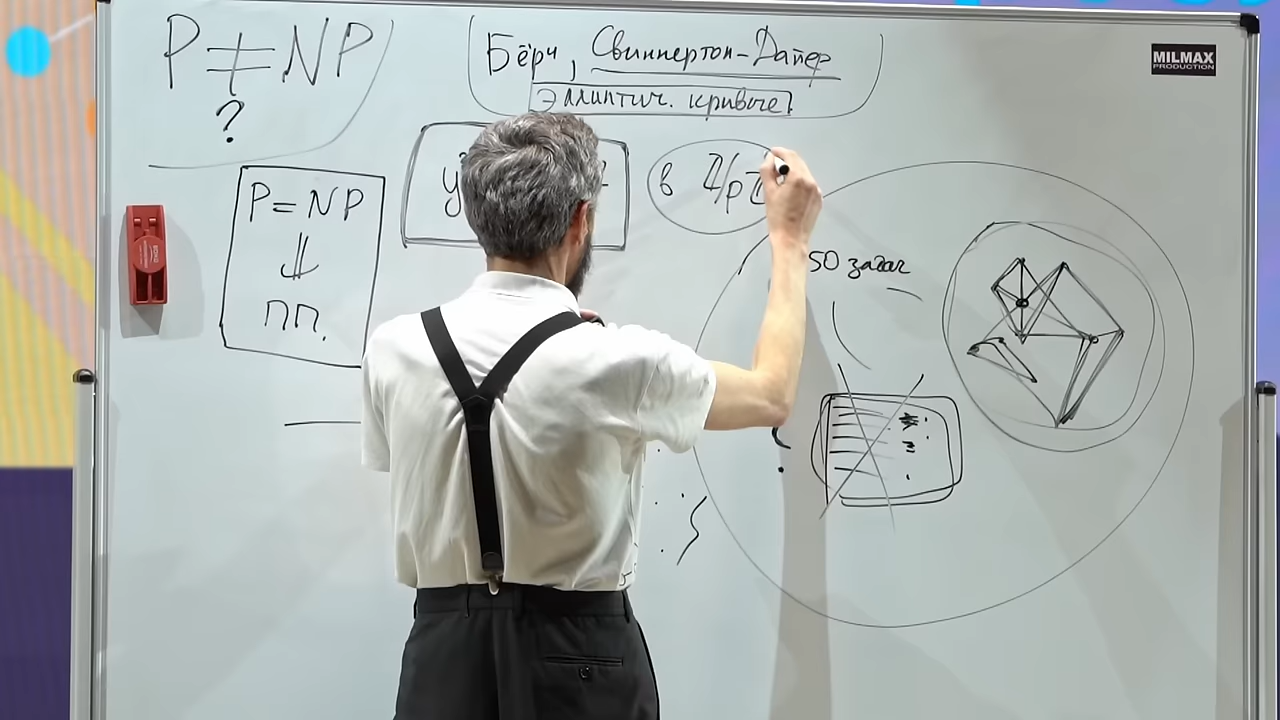 P ≠ NP
?
Бёрч, Свиннертон-Дайер
Эллиптич. кривые.
MILMAX
PRODUCTION
P = NP
⇓
ПП.
y
в ℤ/pℤ
50 задач